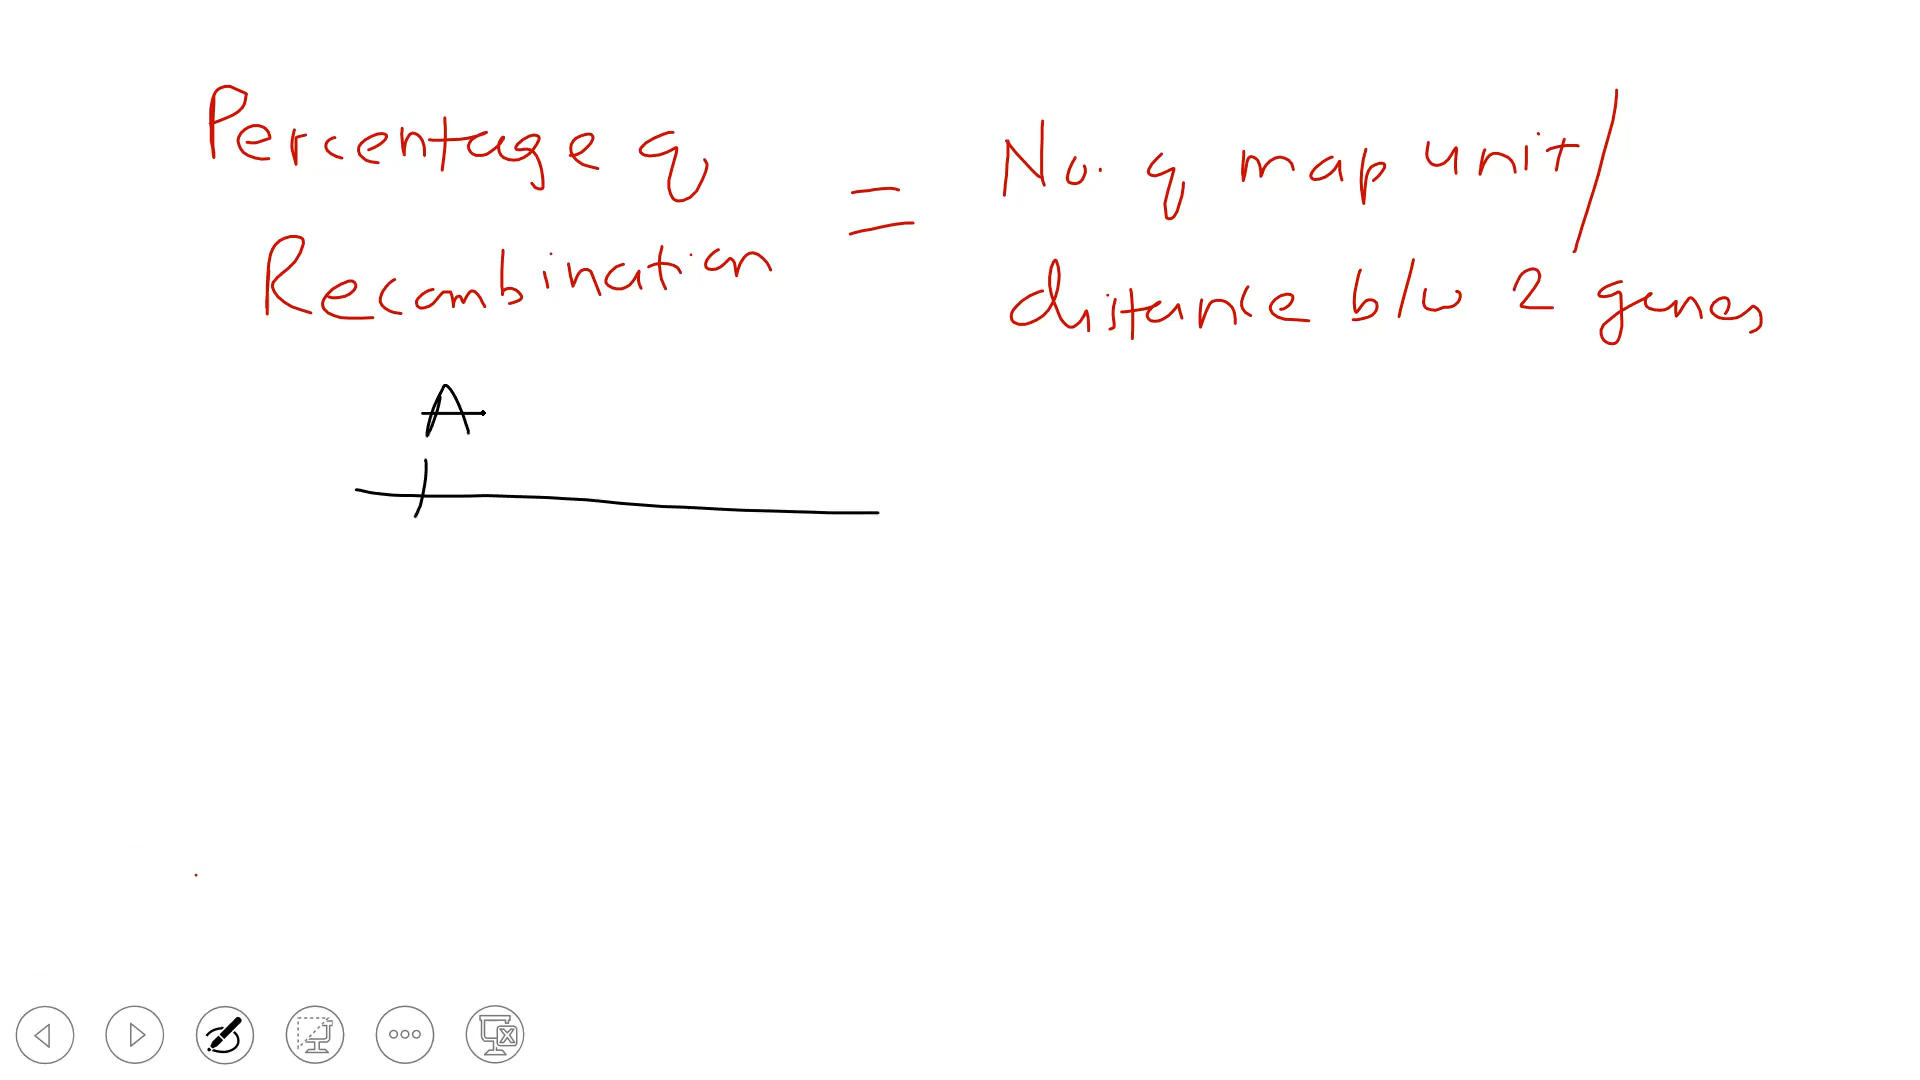 Percentage of
Recombination
=
No. of map unit/
distance b/w 2 genes
A